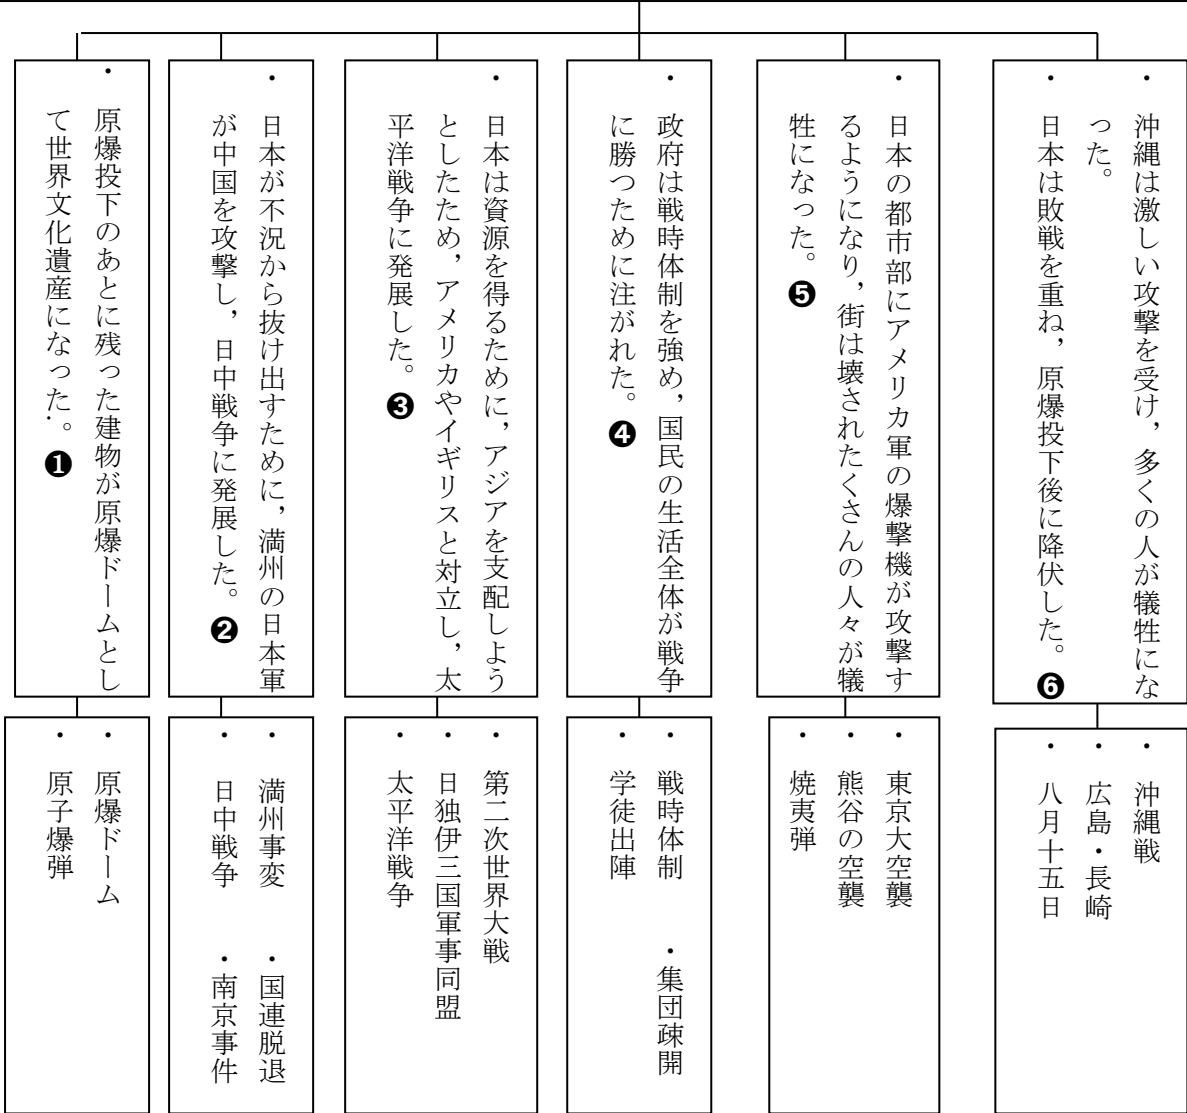 ・沖縄は激しい攻撃を受け，多くの人が犠牲にな
った。
・日本は敗戦を重ね，原爆投下後に降伏した。❻
・沖縄戦
・広島・長崎
・八月十五日
・日本の都市部にアメリカ軍の爆撃機が攻撃す
るようになり，街は壊されたくさんの人々が犠
牲になった。❺
・東京大空襲
・熊谷の空襲
・焼夷弾
・政府は戦時体制を強め，国民の生活全体が戦争
に勝つために注がれた。❹
・戦時体制　・集団疎開
・学徒出陣
・日本は資源を得るために，アジアを支配しよう
としたため，アメリカやイギリスと対立し，太
平洋戦争に発展した。❸
・第二次世界大戦
・日独伊三国軍事同盟
・太平洋戦争
・日本が不況から抜け出すために，満州の日本軍
が中国を攻撃し，日中戦争に発展した。❷
・満州事変　・国連脱退
・日中戦争　・南京事件
・原爆投下のあとに残った建物が原爆ドームとし
て世界文化遺産になった.。❶
・原爆ドーム
・原子爆弾